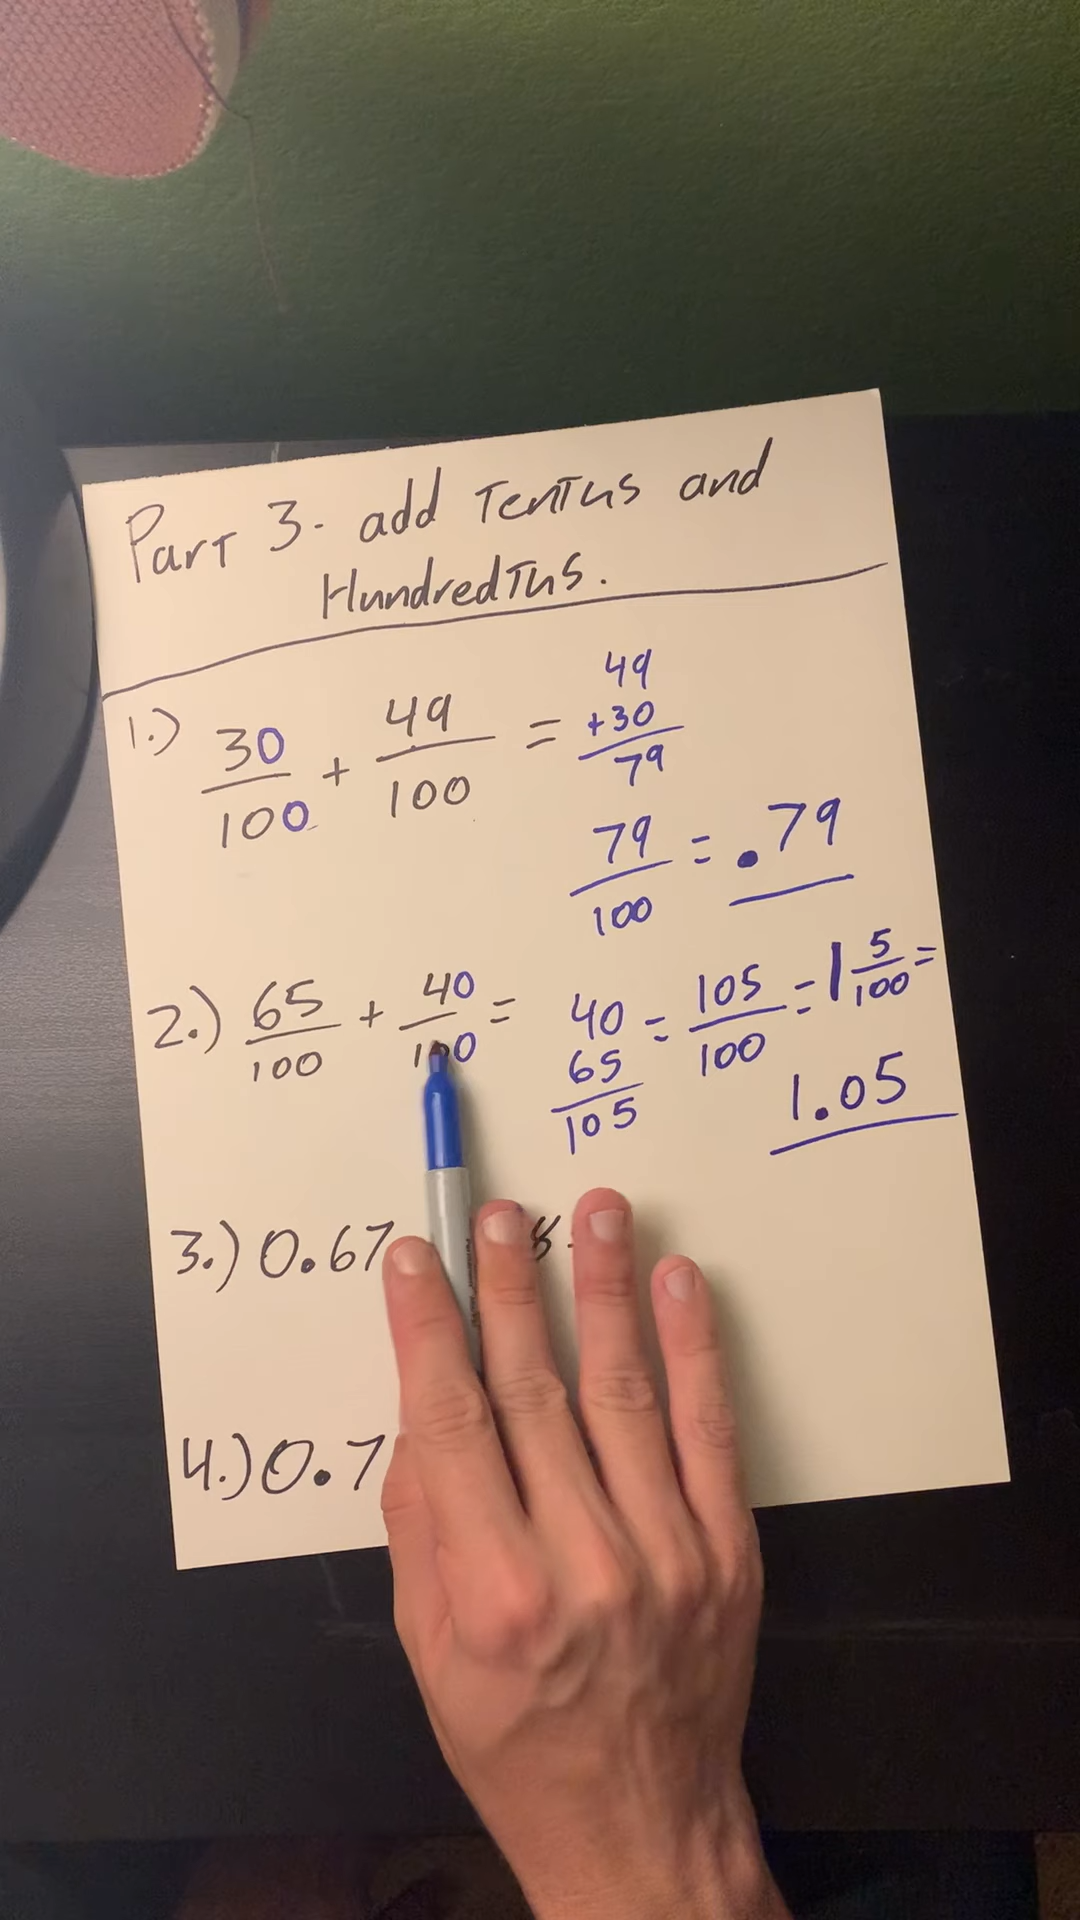 Part 3. add Tenths and
Hundredths.
1.) 30/100 + 49/100 = 49
+30
79
79/100 = .79
2.) 65/100 + 40/100 = 40
65
105
= 105/100 = 1 5/100 =
1.05
3.) 0.67 8.
4.) 0.7